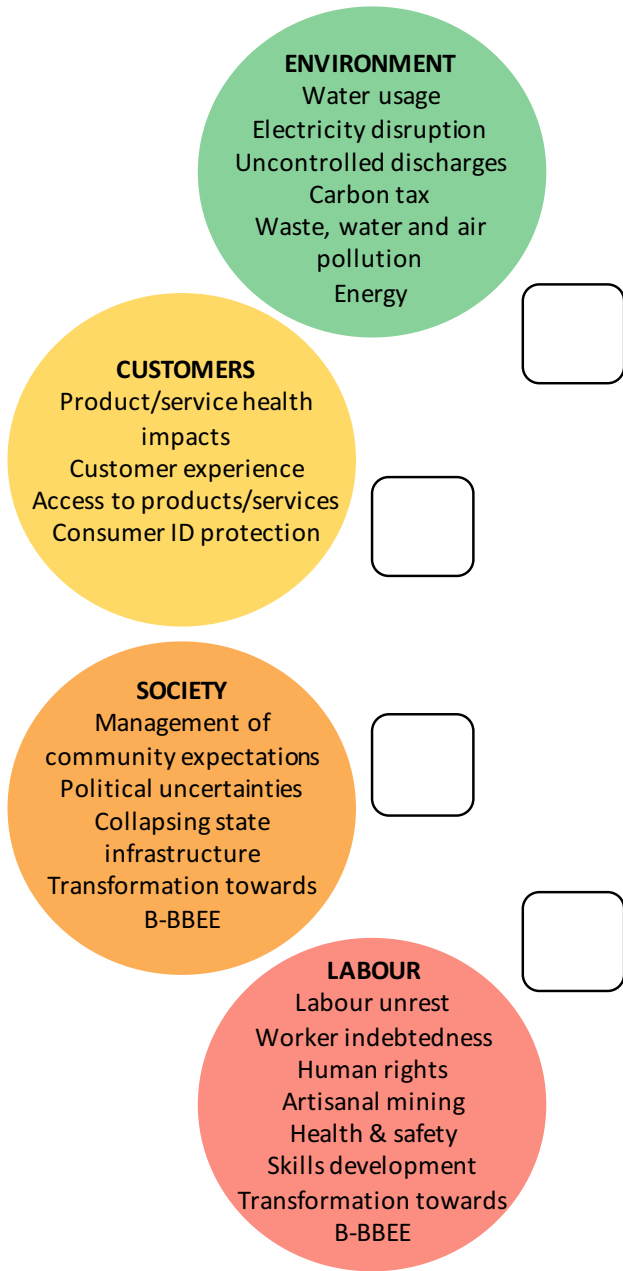 ENVIRONMENT
Water usage
Electricity disruption
Uncontrolled discharges
Carbon tax
Waste, water and air
pollution
Energy
CUSTOMERS
Product/service health
impacts
Customer experience
Access to products/services
Consumer ID protection
SOCIETY
Management of
community expectations
Political uncertainties
Collapsing state
infrastructure
Transformation towards
B-BBEE
LABOUR
Labour unrest
Worker indebtedness
Human rights
Artisanal mining
Health & safety
Skills development
Transformation towards
B-BBEE